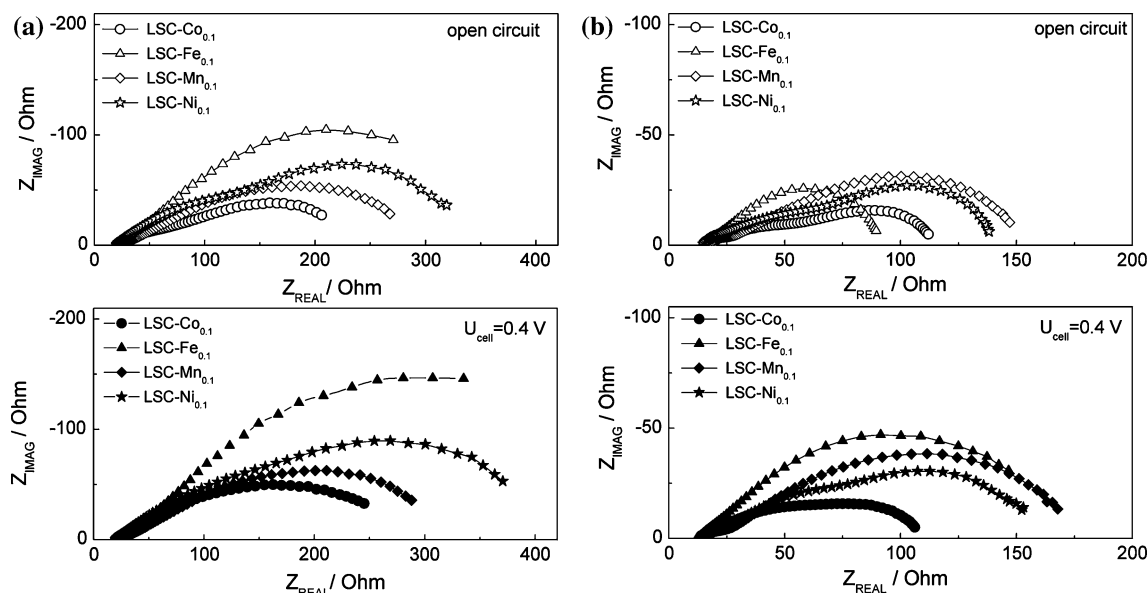 (a)
-200
LSC-Co0.1
LSC-Fe0.1
LSC-Mn0.1
LSC-Ni0.1
open circuit
-100
0
ZIMAG / Ohm
0 100 200 300 400
ZREAL / Ohm
(b)
-100
LSC-Co0.1
LSC-Fe0.1
LSC-Mn0.1
LSC-Ni0.1
open circuit
-50
0
ZIMAG / Ohm
0 50 100 150 200
ZREAL / Ohm
-200
LSC-Co0.1
LSC-Fe0.1
LSC-Mn0.1
LSC-Ni0.1
Ucell=0.4 V
-100
0
ZIMAG / Ohm
0 100 200 300 400
ZREAL / Ohm
-100
LSC-Co0.1
LSC-Fe0.1
LSC-Mn0.1
LSC-Ni0.1
Ucell=0.4 V
-50
0
ZIMAG / Ohm
0 50 100 150 200
ZREAL / Ohm